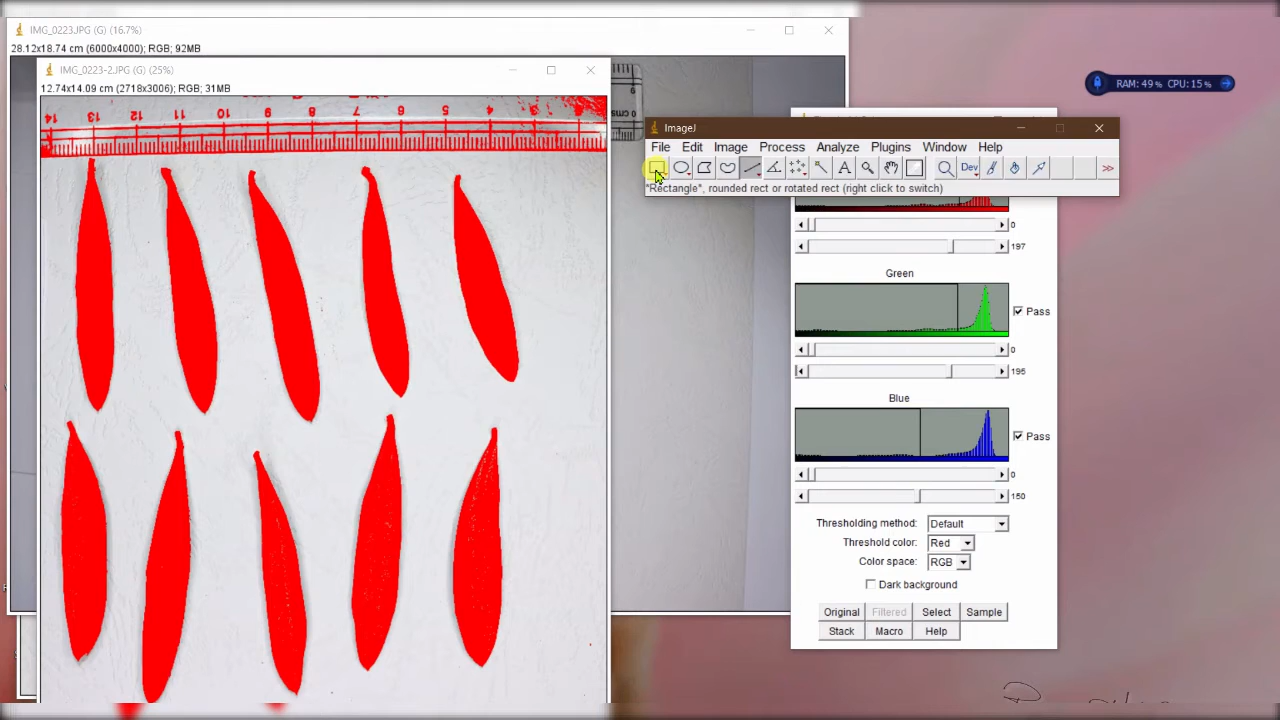 IMG_0223.JPG (G) (16.7%)
28.12x18.74 cm (6000x4000); RGB; 92MB
IMG_0223-2.JPG (G) (25%)
12.74x14.09 cm (2718x3006); RGB; 31MB
14 13 12 11 10 9 8 7 6 5 4 3
0 cms
RAM: 49% CPU: 15%
ImageJ
File Edit Image Process Analyze Plugins Window Help
A Dev >>
*Rectangle*, rounded rect or rotated rect (right click to switch)
0
197
Green
Pass
0
195
Blue
Pass
0
150
Thresholding method: Default
Threshold color: Red
Color space: RGB
Dark background
Original Filtered Select Sample
Stack Macro Help